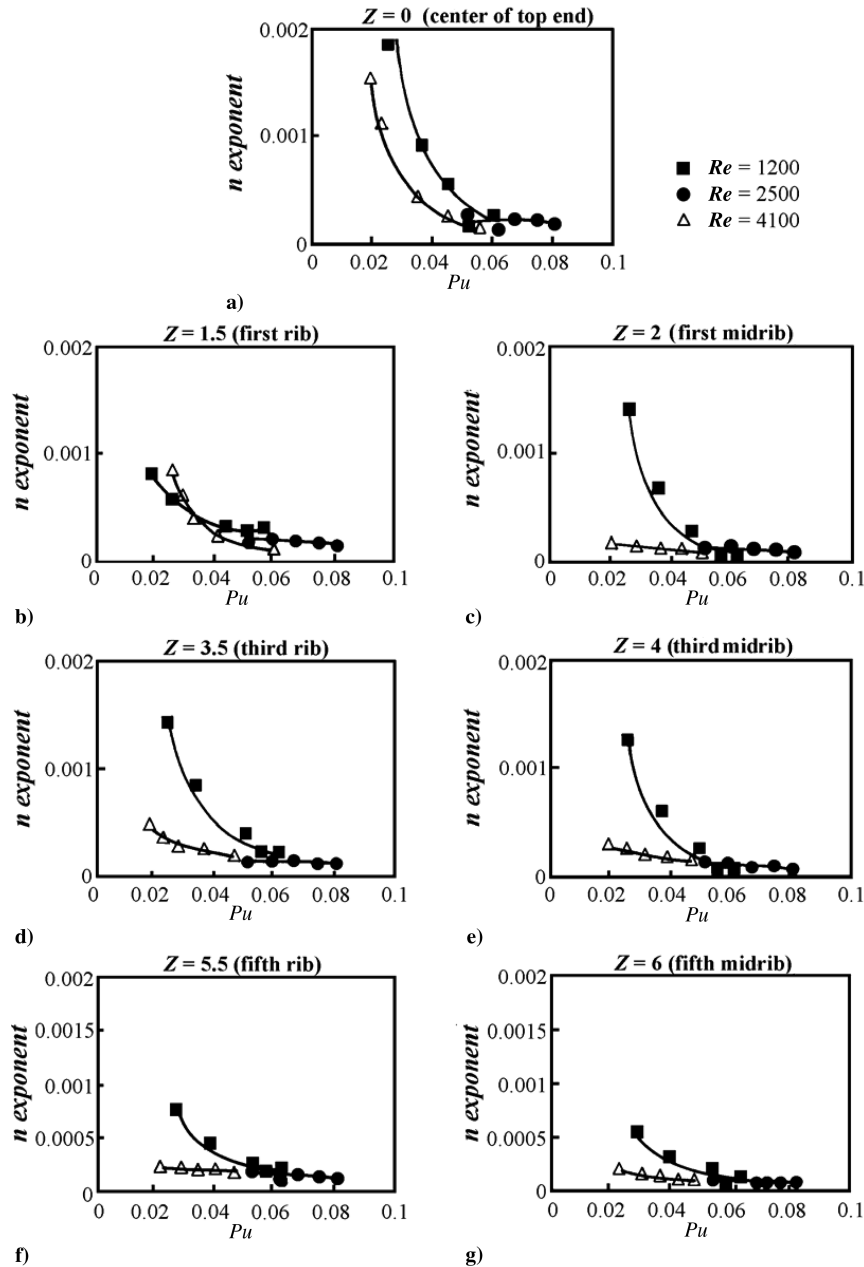 Z = 0 (center of top end)
n exponent
0.002
0.001
0
0 0.02 0.04 0.06 0.08 0.1
Pu
a)
Re = 1200
Re = 2500
Re = 4100
Z = 1.5 (first rib)
n exponent
0.002
0.001
0
0 0.02 0.04 0.06 0.08 0.1
Pu
b)
Z = 2 (first midrib)
n exponent
0.002
0.001
0
0 0.02 0.04 0.06 0.08 0.1
Pu
c)
Z = 3.5 (third rib)
n exponent
0.002
0.001
0
0 0.02 0.04 0.06 0.08 0.1
Pu
d)
Z = 4 (third midrib)
n exponent
0.002
0.001
0
0 0.02 0.04 0.06 0.08 0.1
Pu
e)
Z = 5.5 (fifth rib)
n exponent
0.002
0.0015
0.001
0.0005
0
0 0.02 0.04 0.06 0.08 0.1
Pu
f)
Z = 6 (fifth midrib)
n exponent
0.002
0.0015
0.001
0.0005
0
0 0.02 0.04 0.06 0.08 0.1
Pu
g)